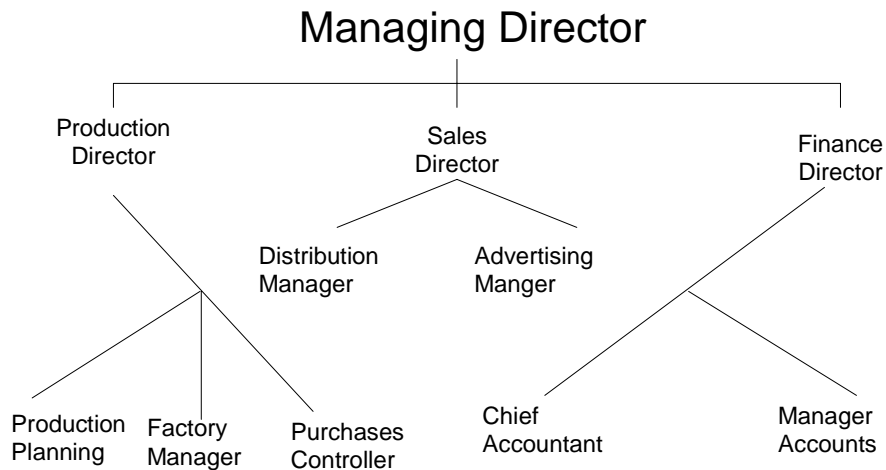 Managing Director
Production
Director
Sales
Director
Finance
Director
Distribution
Manager
Advertising
Manger
Production
Planning
Factory
Manager
Purchases
Controller
Chief
Accountant
Manager
Accounts